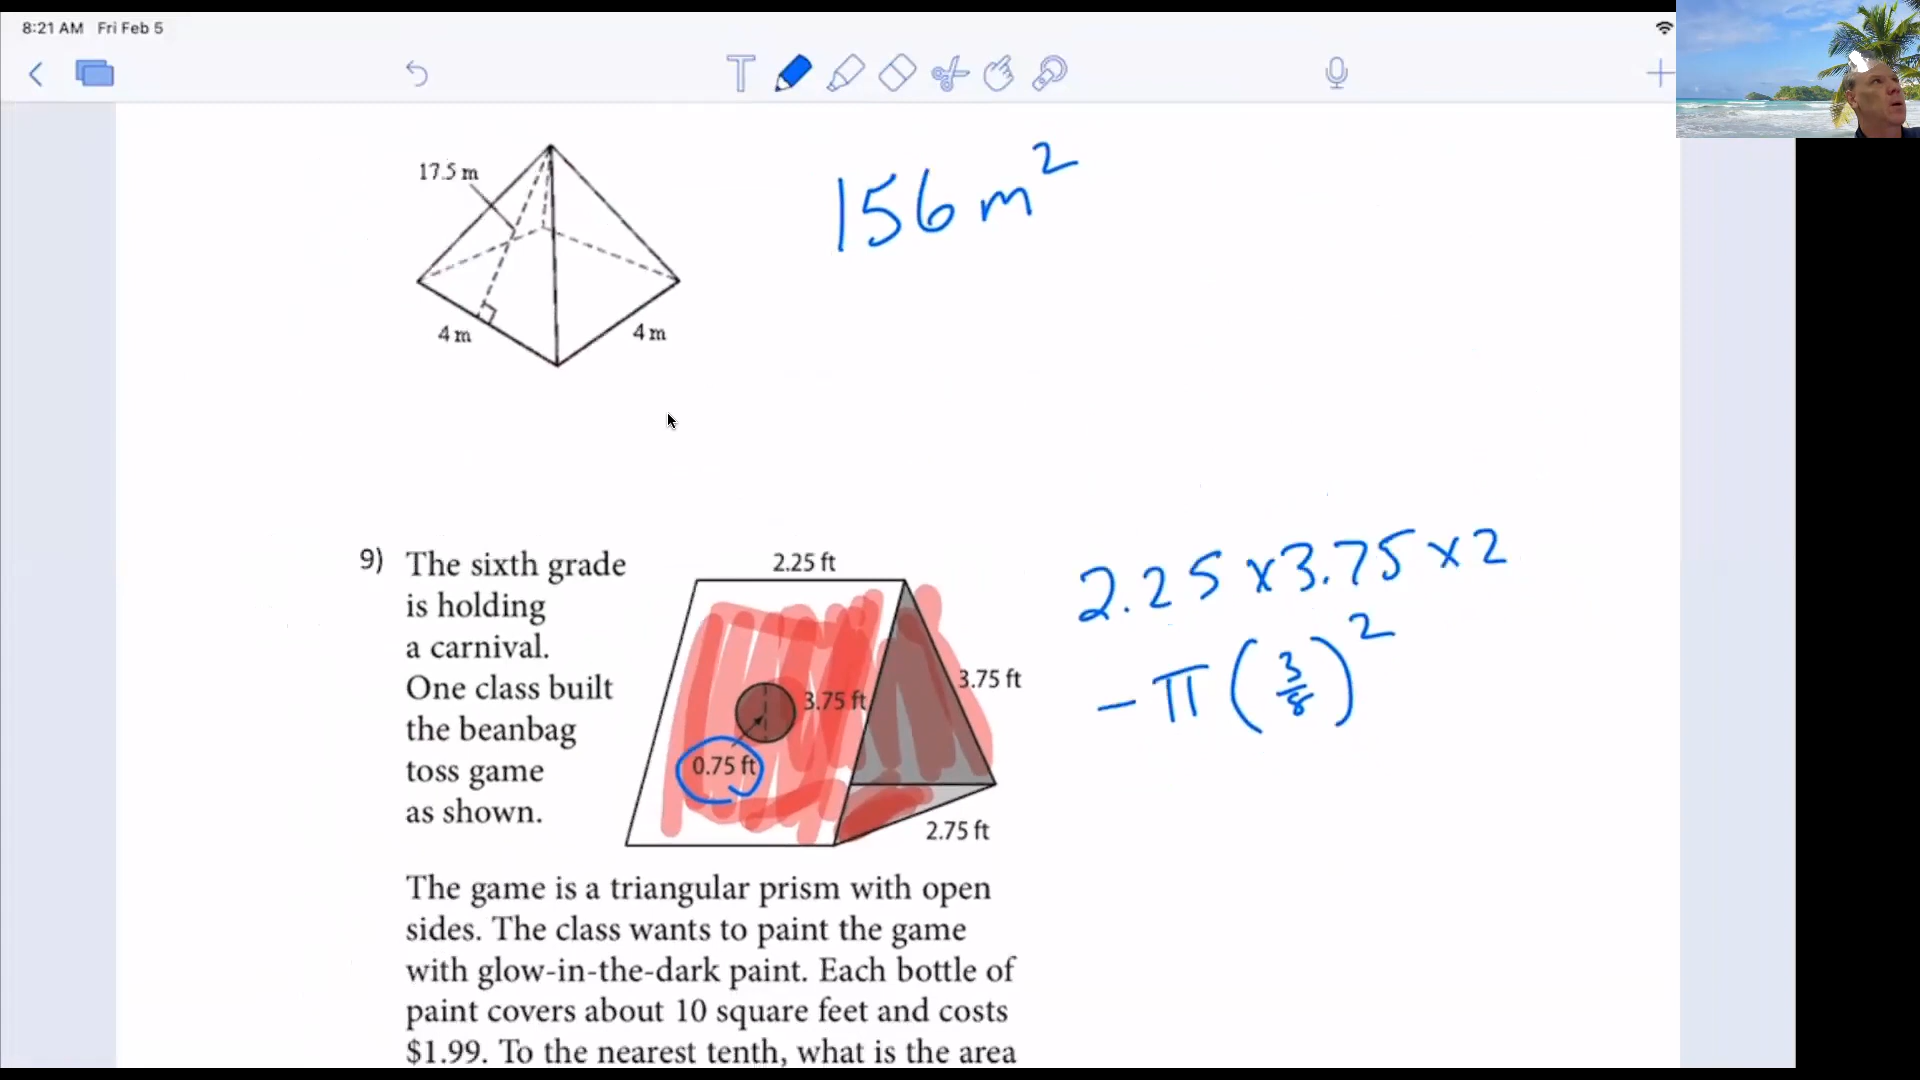 8:21 AM Fri Feb 5
T
17.5 m
4 m
4 m
156 m²
9) The sixth grade
is holding
a carnival.
One class built
the beanbag
toss game
as shown.
2.25 ft
3.75 ft
3.75 ft
0.75 ft
2.75 ft
2.25 x 3.75 x 2
- π (3/8)²
The game is a triangular prism with open
sides. The class wants to paint the game
with glow-in-the-dark paint. Each bottle of
paint covers about 10 square feet and costs
$1.99. To the nearest tenth, what is the area